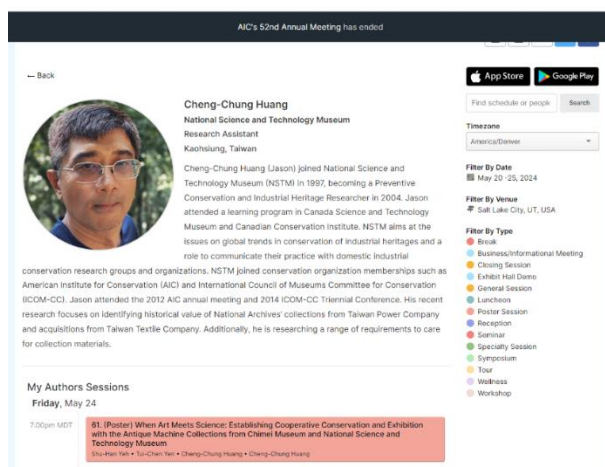 AIC's 52nd Annual Meeting has ended
← Back
App Store
Google Play
Find schedule or people
Search
Timezone
America/Denver
Filter By Date
May 20 -25, 2024
Filter By Venue
Salt Lake City, UT, USA
Filter By Type
Break
Business/Informational Meeting
Closing Session
Exhibit Hall Demo
General Session
Luncheon
Poster Session
Reception
Seminar
Specialty Session
Symposium
Tour
Wellness
Workshop
Cheng-Chung Huang
National Science and Technology Museum
Research Assistant
Kaohsiung, Taiwan
Cheng-Chung Huang (Jason) joined National Science and
Technology Museum (NSTM) in 1997, becoming a Preventive
Conservation and Industrial Heritage Researcher in 2004. Jason
attended a learning program in Canada Science and Technology
Museum and Canadian Conservation Institute. NSTM aims at the
issues on global trends in conservation of industrial heritages and a
role to communicate their practice with domestic industrial
conservation research groups and organizations. NSTM joined conservation organization memberships such as
American Institute for Conservation (AIC) and International Council of Museums Committee for Conservation
(ICOM-CC). Jason attended the 2012 AIC annual meeting and 2014 ICOM-CC Triennial Conference. His recent
research focuses on identifying historical value of National Archives' collections from Taiwan Power Company
and acquisitions from Taiwan Textile Company. Additionally, he is researching a range of requirements to care
for collection materials.
My Authors Sessions
Friday, May 24
7:00pm MDT
61. (Poster) When Art Meets Science: Establishing Cooperative Conservation and Exhibition
with the Antique Machine Collections from Chimei Museum and National Science and
Technology Museum
Shu-Han Yeh • Tui-Chen Yen • Cheng-Chung Huang • Cheng-Chung Huang